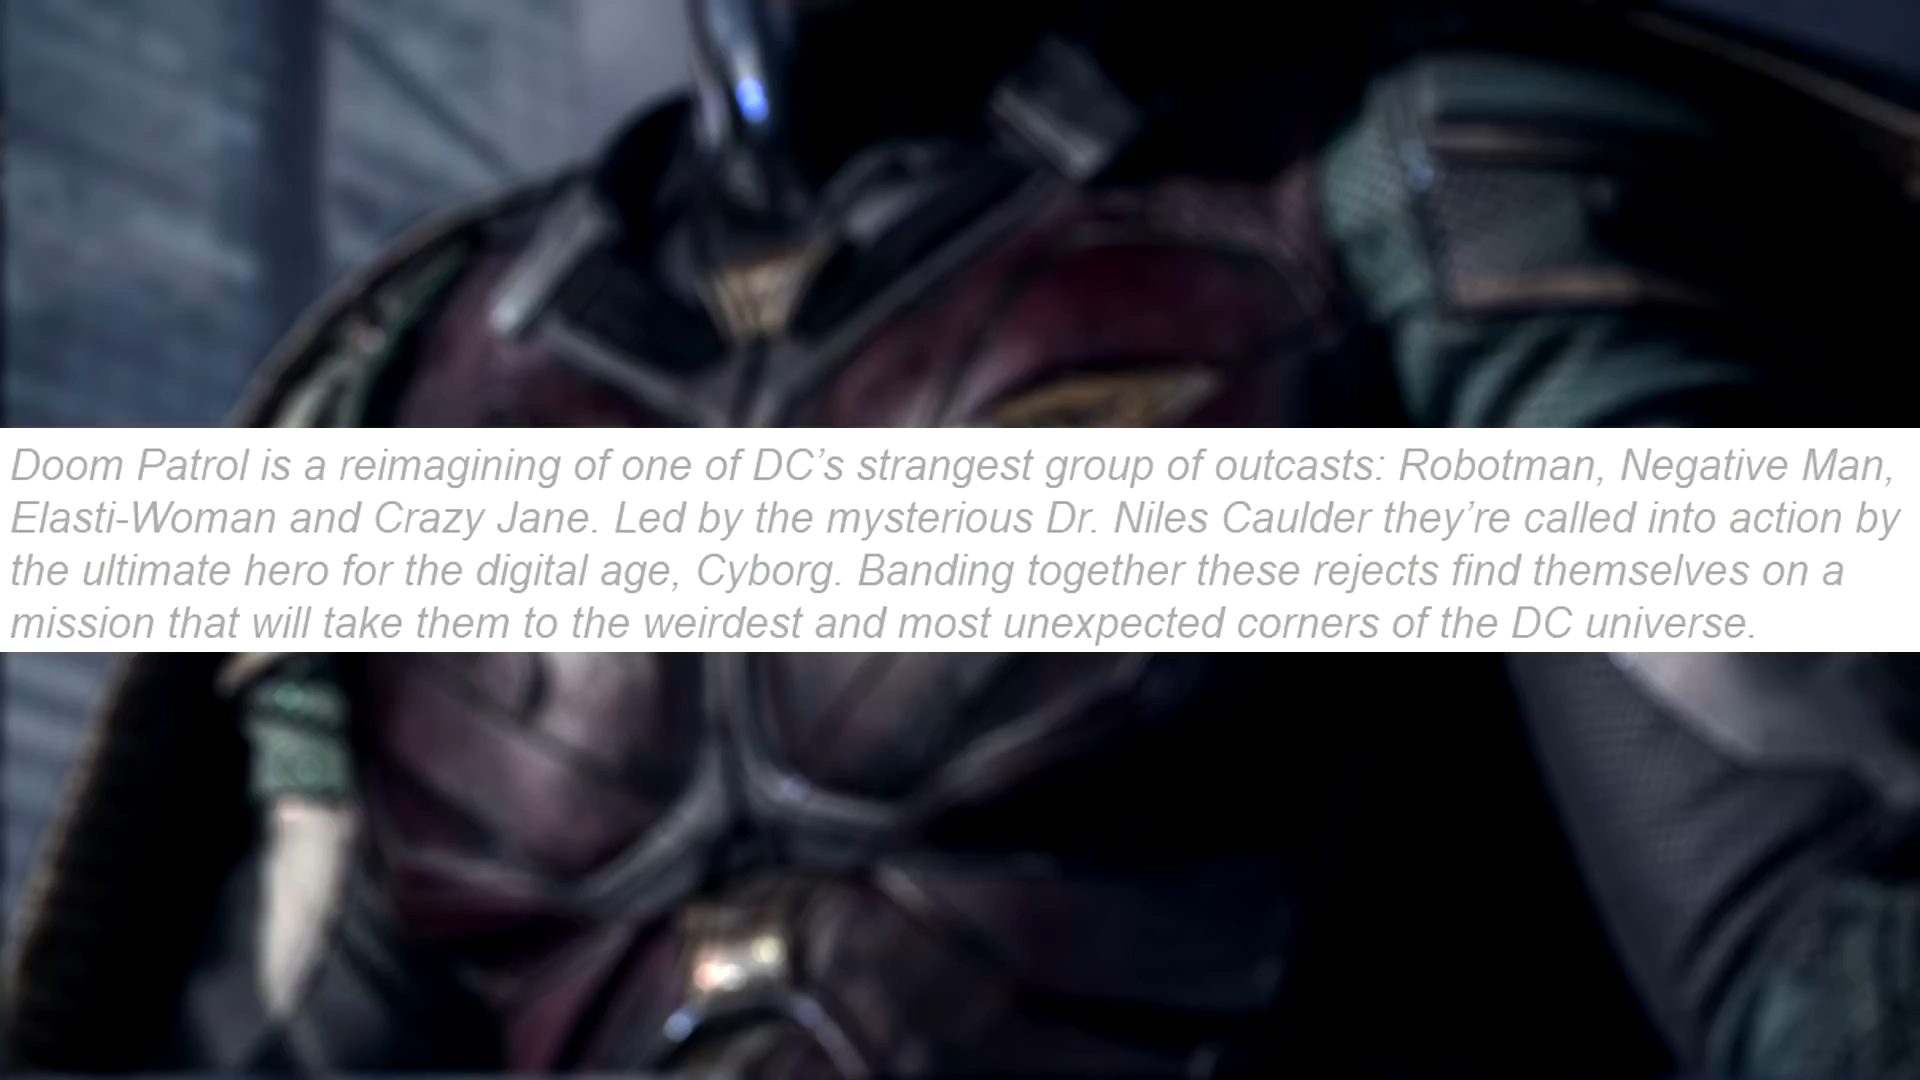 Doom Patrol is a reimagining of one of DC’s strangest group of outcasts: Robotman, Negative Man,
Elasti-Woman and Crazy Jane. Led by the mysterious Dr. Niles Caulder they’re called into action by
the ultimate hero for the digital age, Cyborg. Banding together these rejects find themselves on a
mission that will take them to the weirdest and most unexpected corners of the DC universe.